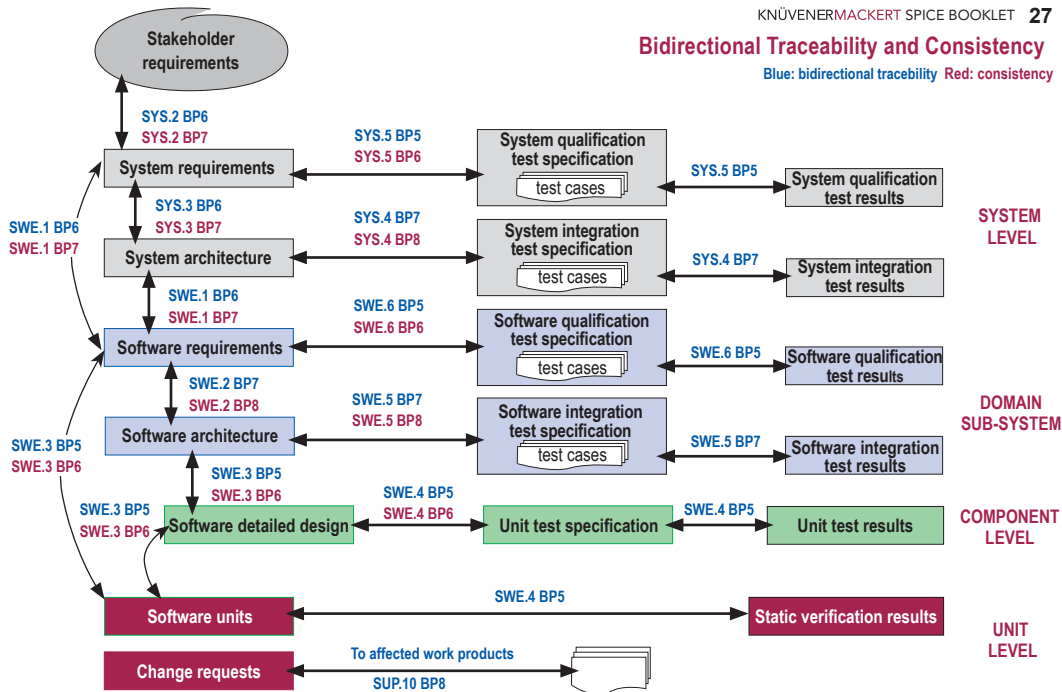 KNÜVENERMACKERT SPICE BOOKLET 27
Bidirectional Traceability and Consistency
Blue: bidirectional tracebility Red: consistency
Stakeholder
requirements
SYS.2 BP6
SYS.2 BP7
System requirements
SYS.5 BP5
SYS.5 BP6
System qualification
test specification
test cases
SYS.5 BP5
System qualification
test results
SYSTEM
LEVEL
SWE.1 BP6
SWE.1 BP7
SYS.3 BP6
SYS.3 BP7
System architecture
SYS.4 BP7
SYS.4 BP8
System integration
test specification
test cases
SYS.4 BP7
System integration
test results
SWE.1 BP6
SWE.1 BP7
Software requirements
SWE.6 BP5
SWE.6 BP6
Software qualification
test specification
test cases
SWE.6 BP5
Software qualification
test results
DOMAIN
SUB-SYSTEM
SWE.2 BP7
SWE.2 BP8
Software architecture
SWE.5 BP7
SWE.5 BP8
Software integration
test specification
test cases
SWE.5 BP7
Software integration
test results
SWE.3 BP5
SWE.3 BP6
SWE.3 BP5
SWE.3 BP6
SWE.3 BP5
SWE.3 BP6
Software detailed design
SWE.4 BP5
SWE.4 BP6
Unit test specification
SWE.4 BP5
Unit test results
COMPONENT
LEVEL
Software units
SWE.4 BP5
Static verification results
UNIT
LEVEL
Change requests
To affected work products
SUP.10 BP8